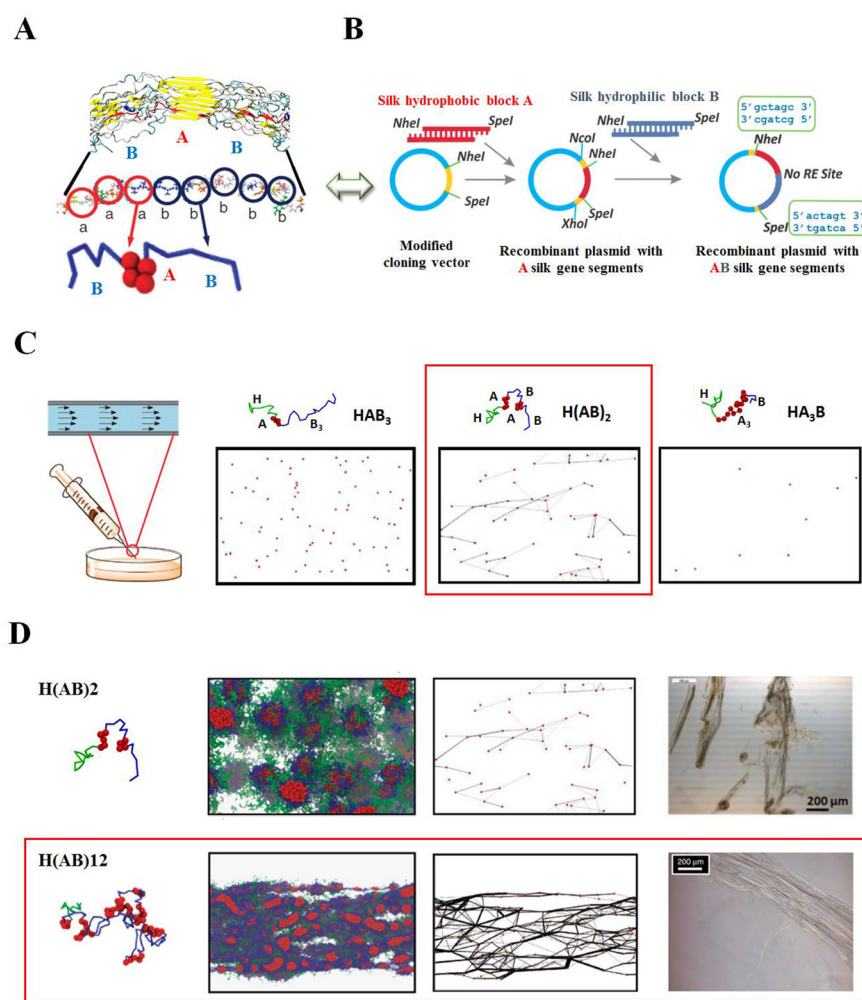 A
B
B
A
B
a
a
a
b
b
b
b
b
B
A
B
Silk hydrophobic block A
NheI
SpeI
NheI
SpeI
Modified
cloning vector
Silk hydrophilic block B
NheI
SpeI
NcoI
NheI
SpeI
XhoI
Recombinant plasmid with
A silk gene segments
5'gctagc 3'
3'cgatcg 5'
NheI
No RE Site
SpeI
5'actagt 3'
3'tgatca 5'
Recombinant plasmid with
AB silk gene segments
C
H
A
B3
HAB3
H
A
A
B
B
H(AB)2
H
A3
B
HA3B
D
H(AB)2
200 μm
H(AB)12
200 μm